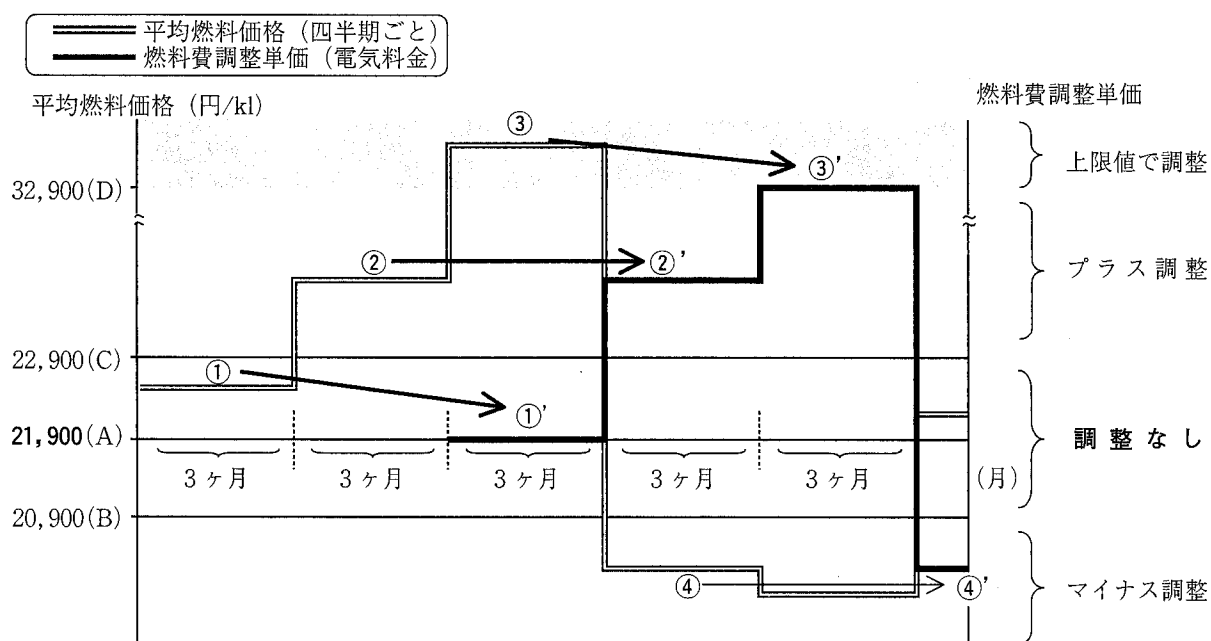 平均燃料価格（四半期ごと）
燃料費調整単価（電気料金）
平均燃料価格（円/kl）
燃料費調整単価
③
上限値で調整
③’
32,900(D)
②
②’
プラス調整
22,900(C)
①
①’
21,900(A)
調整なし
3ヶ月 3ヶ月 3ヶ月 3ヶ月 3ヶ月 (月)
20,900(B)
④
④’
マイナス調整